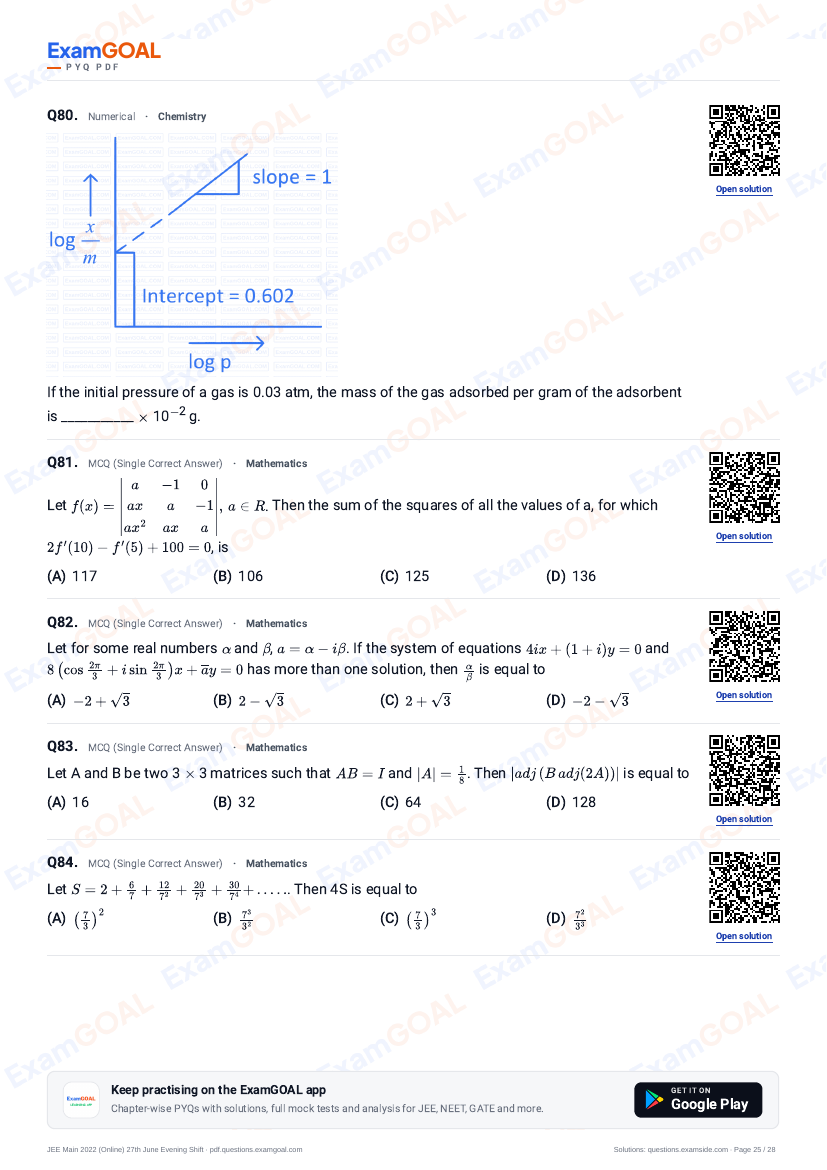 ExamGOAL
PYQ PDF
Q80. Numerical · Chemistry
Open solution
slope = 1
log x/m
Intercept = 0.602
log p
If the initial pressure of a gas is 0.03 atm, the mass of the gas adsorbed per gram of the adsorbent
is __________ × 10⁻² g.
Q81. MCQ (Single Correct Answer) · Mathematics
Let f(x) = | a −1 0 ; ax a −1 ; ax² ax a |, a ∈ R. Then the sum of the squares of all the values of a, for which
2f′(10) − f′(5) + 100 = 0, is
Open solution
(A) 117 (B) 106 (C) 125 (D) 136
Q82. MCQ (Single Correct Answer) · Mathematics
Let for some real numbers α and β, a = α − iβ. If the system of equations 4ix + (1 + i)y = 0 and
8 (cos 2π/3 + i sin 2π/3) x + a̅y = 0 has more than one solution, then α/β is equal to
Open solution
(A) −2 + √3 (B) 2 − √3 (C) 2 + √3 (D) −2 − √3
Q83. MCQ (Single Correct Answer) · Mathematics
Let A and B be two 3 × 3 matrices such that AB = I and |A| = 1/8. Then |adj (B adj(2A))| is equal to
(A) 16 (B) 32 (C) 64 (D) 128
Open solution
Q84. MCQ (Single Correct Answer) · Mathematics
Let S = 2 + 6/7 + 12/7² + 20/7³ + 30/7⁴ + ...... Then 4S is equal to
(A) (7/3)² (B) 7³/3² (C) (7/3)³ (D) 7²/3³
Open solution
Keep practising on the ExamGOAL app
Chapter-wise PYQs with solutions, full mock tests and analysis for JEE, NEET, GATE and more.
GET IT ON
Google Play
JEE Main 2022 (Online) 27th June Evening Shift · pdf.questions.examgoal.com
Solutions: questions.examside.com · Page 25 / 28